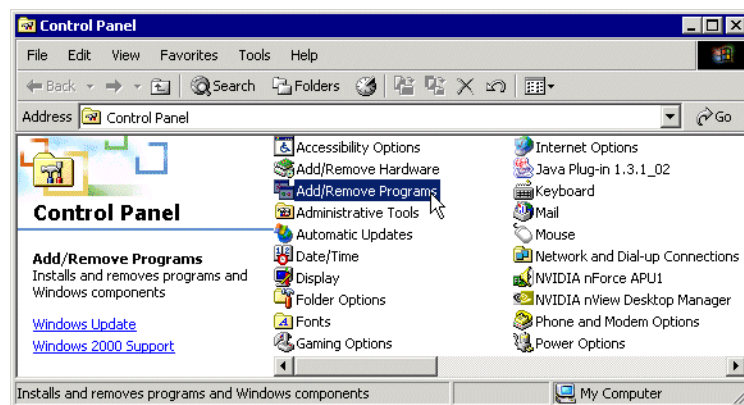 Control Panel
File Edit View Favorites Tools Help
Back Search Folders
Address Control Panel Go
Control Panel
Add/Remove Programs
Installs and removes programs and
Windows components
Windows Update
Windows 2000 Support
Accessibility Options
Add/Remove Hardware
Add/Remove Programs
Administrative Tools
Automatic Updates
Date/Time
Display
Folder Options
Fonts
Gaming Options
Internet Options
Java Plug-in 1.3.1_02
Keyboard
Mail
Mouse
Network and Dial-up Connections
NVIDIA nForce APU1
NVIDIA nView Desktop Manager
Phone and Modem Options
Power Options
Installs and removes programs and Windows components My Computer